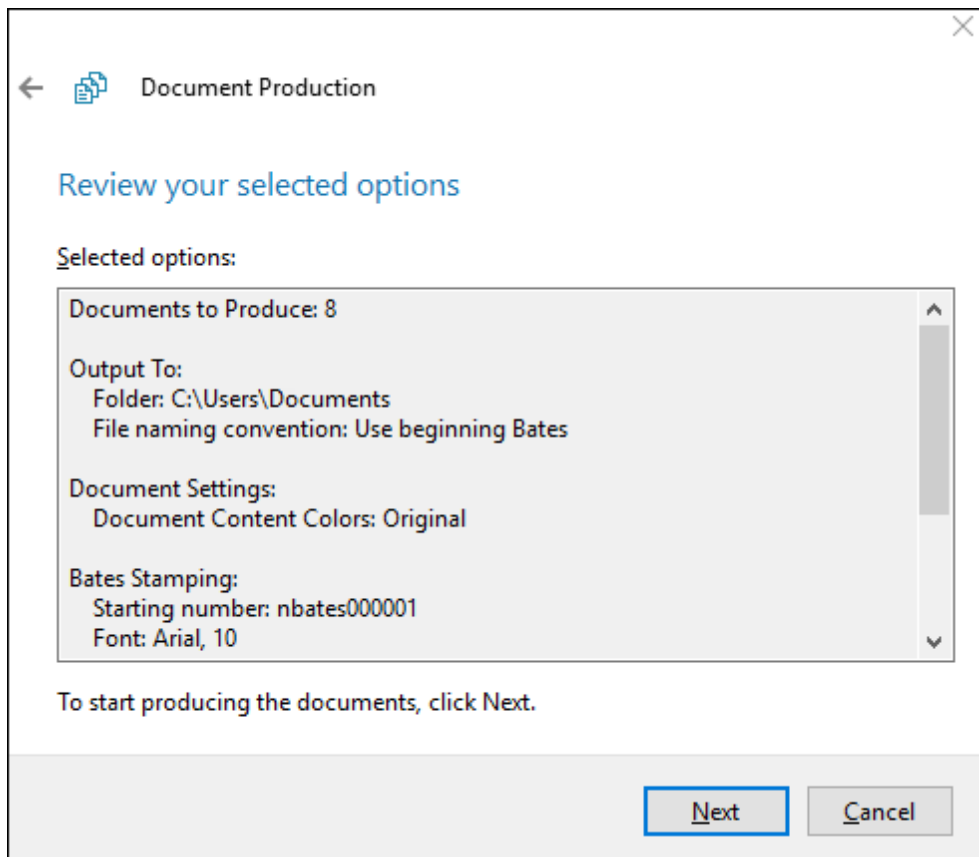 Document Production
Review your selected options
Selected options:
Documents to Produce: 8
Output To:
Folder: C:\Users\Documents
File naming convention: Use beginning Bates
Document Settings:
Document Content Colors: Original
Bates Stamping:
Starting number: nbates000001
Font: Arial, 10
To start producing the documents, click Next.
Next
Cancel